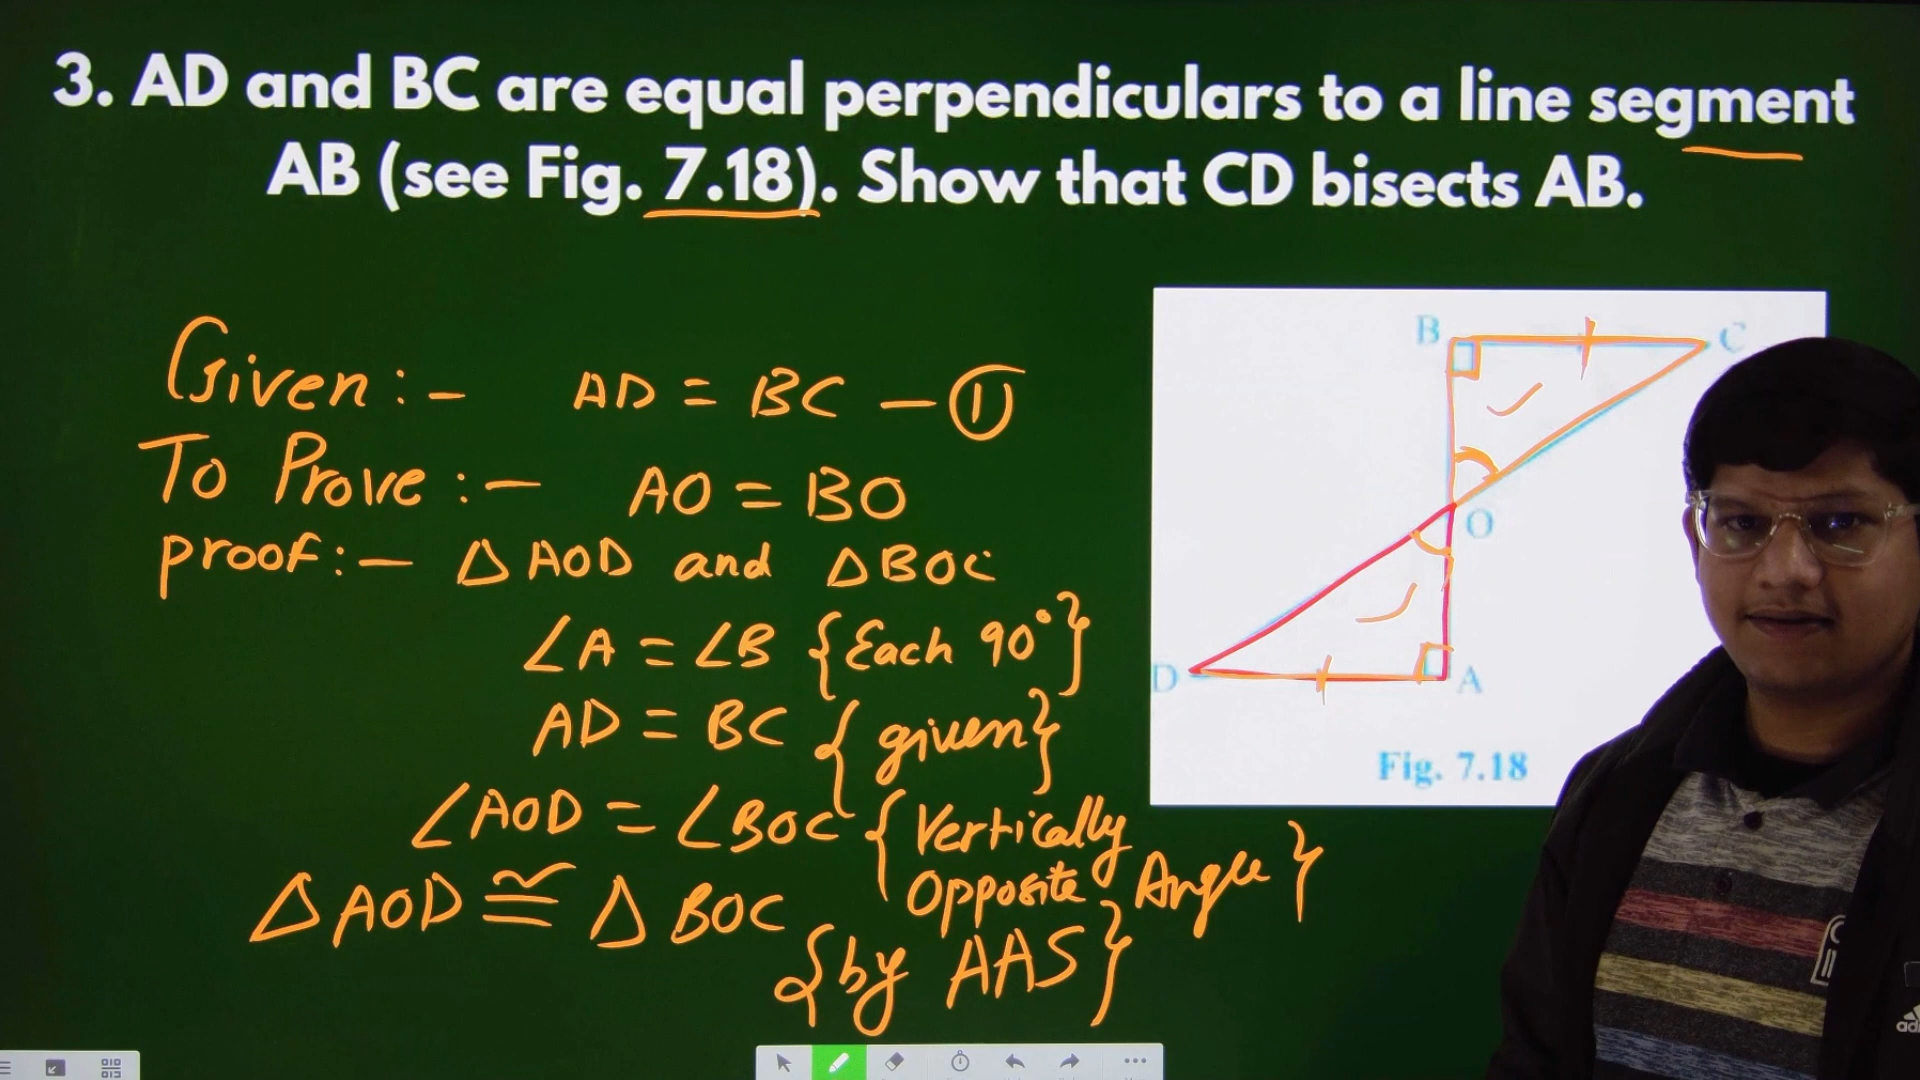 3. AD and BC are equal perpendiculars to a line segment
AB (see Fig. 7.18). Show that CD bisects AB.
Given :- AD = BC - ①
To Prove :- AO = BO
proof :- △AOD and △BOC
∠A = ∠B {Each 90°}
AD = BC {given}
∠AOD = ∠BOC {Vertically
Opposite Angle}
△AOD ≅ △BOC
{by AAS}
B C
O
D A
Fig. 7.18